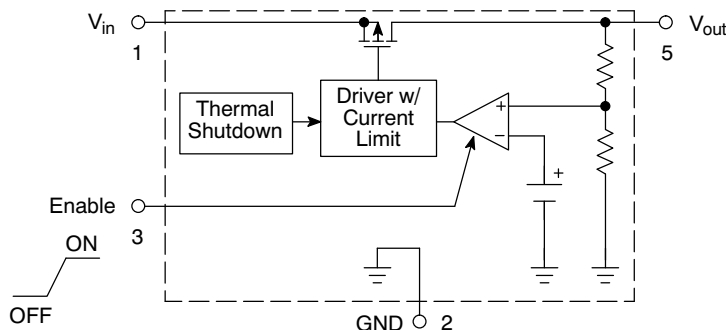 Vin
1
Vout
5
Thermal
Shutdown
Driver w/
Current
Limit
+
−
+
Enable
3
ON
OFF
GND
2